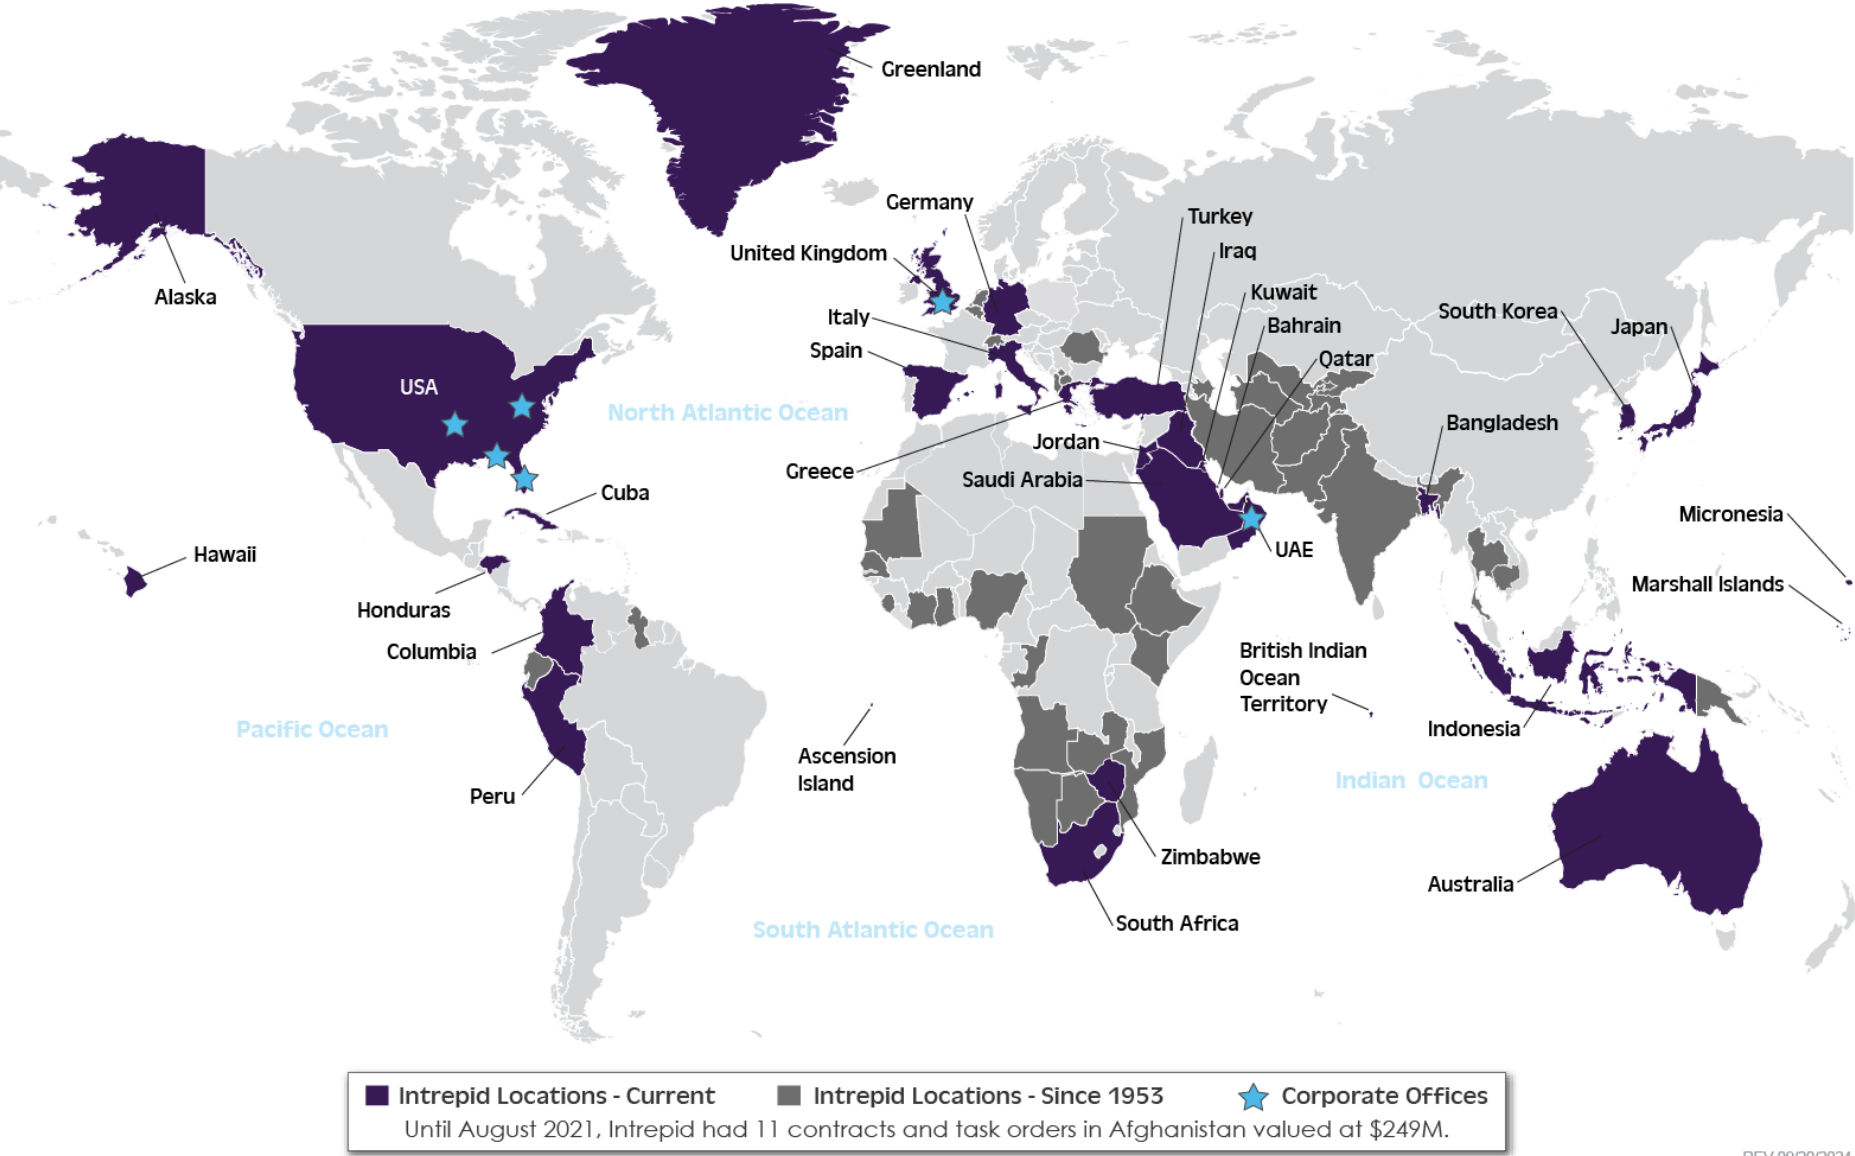 Greenland
Germany
Turkey
United Kingdom
Iraq
Alaska
Kuwait
Italy
South Korea
Bahrain
Japan
Spain
Qatar
USA
North Atlantic Ocean
Bangladesh
Jordan
Greece
Saudi Arabia
Cuba
Micronesia
Hawaii
UAE
Marshall Islands
Honduras
Columbia
British Indian
Ocean
Territory
Pacific Ocean
Indonesia
Ascension
Island
Indian Ocean
Peru
Zimbabwe
Australia
South Africa
South Atlantic Ocean
Intrepid Locations - Current
Intrepid Locations - Since 1953
Corporate Offices
Until August 2021, Intrepid had 11 contracts and task orders in Afghanistan valued at $249M.